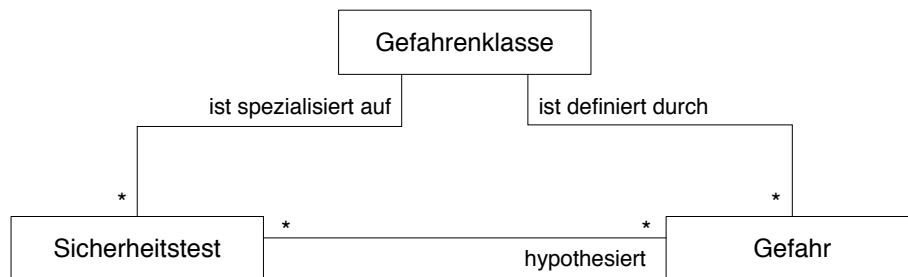 Gefahrenklasse
ist spezialisiert auf
ist definiert durch
*
*
*
*
Sicherheitstest
hypothesiert
Gefahr